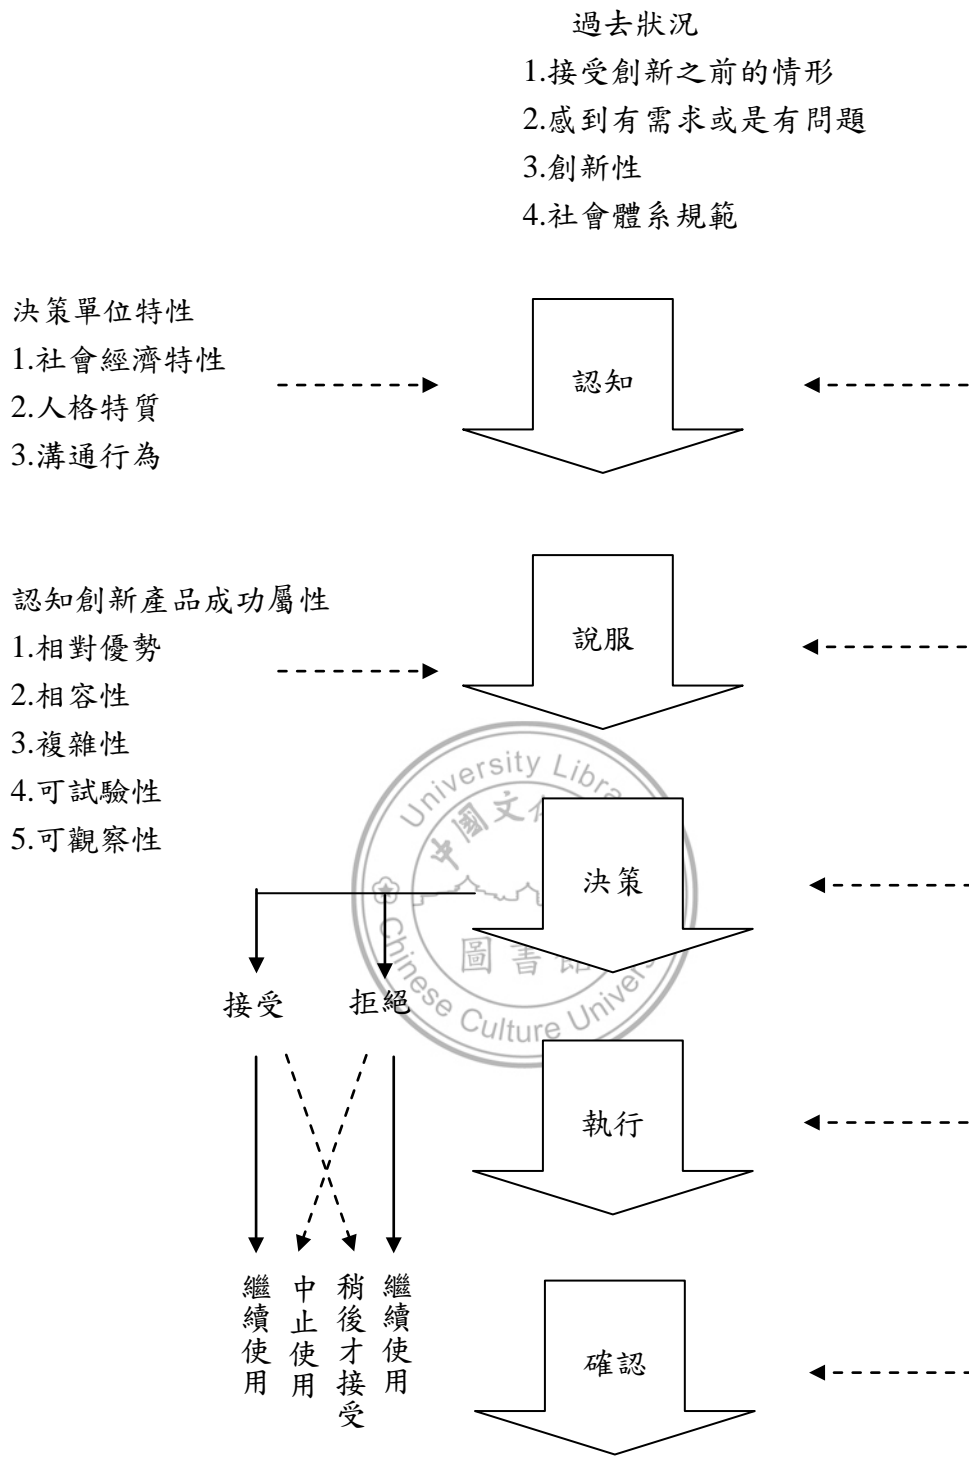 過去狀況
1.接受創新之前的情形
2.感到有需求或是有問題
3.創新性
4.社會體系規範
決策單位特性
1.社會經濟特性
2.人格特質
3.溝通行為
認知
認知創新產品成功屬性
1.相對優勢
2.相容性
3.複雜性
4.可試驗性
5.可觀察性
說服
決策
接受
拒絕
執行
繼續使用
中止使用
稍後才接受
繼續使用
確認
University Libra
中國文化
圖書館
Chinese Culture Univers